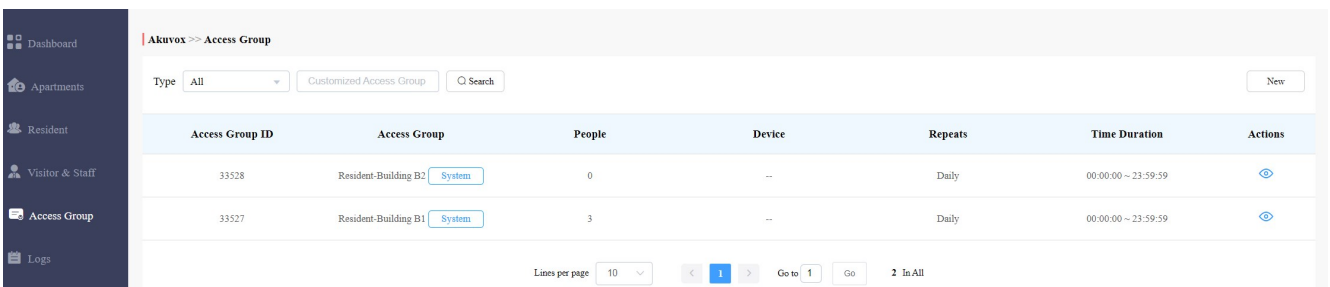 Dashboard
Apartments
Resident
Visitor & Staff
Access Group
Logs
Akuvox >> Access Group
Type All Customized Access Group Search New
Access Group ID Access Group People Device Repeats Time Duration Actions
33528 Resident-Building B2 System 0 -- Daily 00:00:00 ~ 23:59:59
33527 Resident-Building B1 System 3 -- Daily 00:00:00 ~ 23:59:59
Lines per page 10 < 1 > Go to 1 Go 2 In All